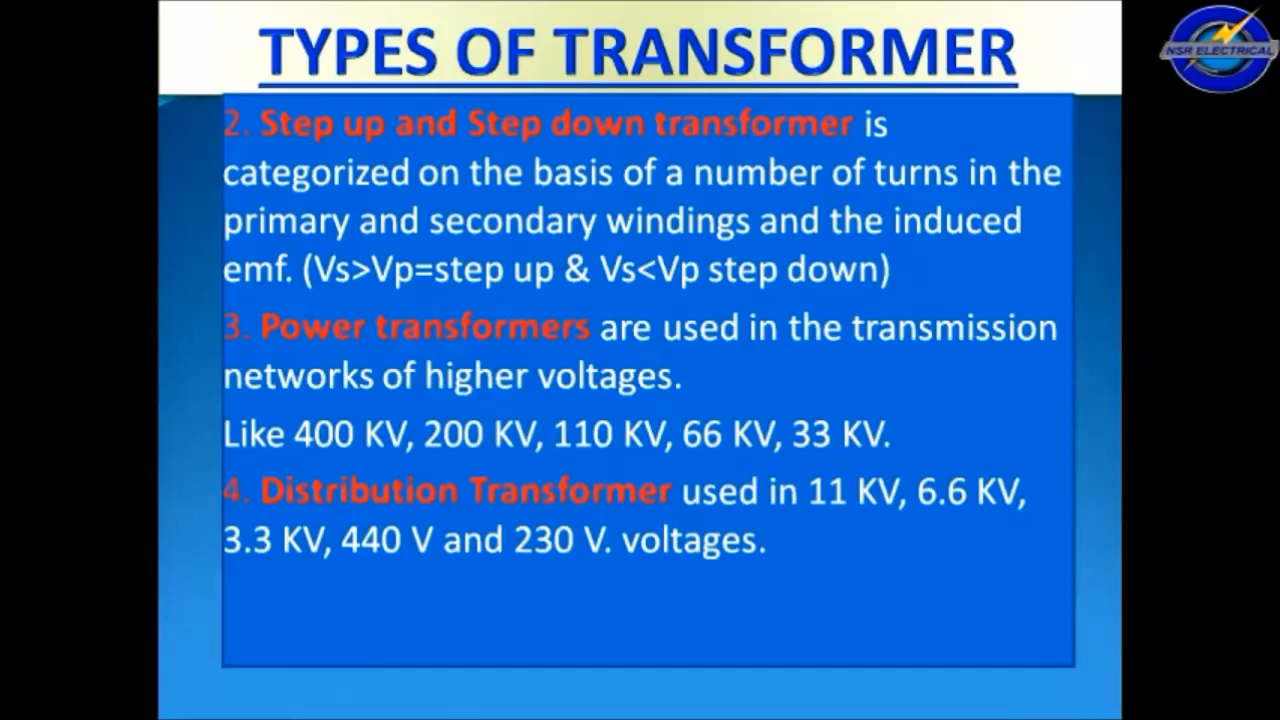 TYPES OF TRANSFORMER
NSR ELECTRICAL
2. Step up and Step down transformer is
categorized on the basis of a number of turns in the
primary and secondary windings and the induced
emf. (Vs>Vp=step up & Vs<Vp step down)
3. Power transformers are used in the transmission
networks of higher voltages.
Like 400 KV, 200 KV, 110 KV, 66 KV, 33 KV.
4. Distribution Transformer used in 11 KV, 6.6 KV,
3.3 KV, 440 V and 230 V. voltages.